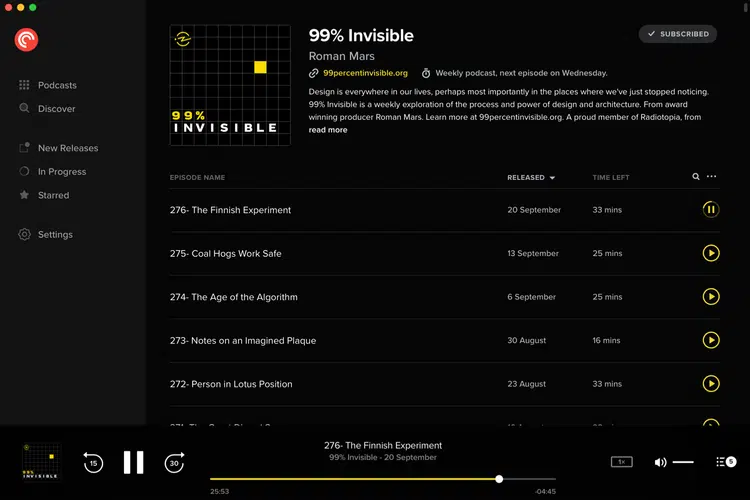 Podcasts
Discover
New Releases
In Progress
Starred
Settings
99% INVISIBLE
99% Invisible
Roman Mars
SUBSCRIBED
99percentinvisible.org
Weekly podcast, next episode on Wednesday.
Design is everywhere in our lives, perhaps most importantly in the places where we've just stopped noticing.
99% Invisible is a weekly exploration of the process and power of design and architecture. From award
winning producer Roman Mars. Learn more at 99percentinvisible.org. A proud member of Radiotopia, from
read more
EPISODE NAME RELEASED TIME LEFT
276- The Finnish Experiment 20 September 33 mins
275- Coal Hogs Work Safe 13 September 25 mins
274- The Age of the Algorithm 6 September 25 mins
273- Notes on an Imagined Plaque 30 August 16 mins
272- Person in Lotus Position 23 August 33 mins
15
30
276- The Finnish Experiment
99% Invisible - 20 September
25:53
-04:45
1×
5